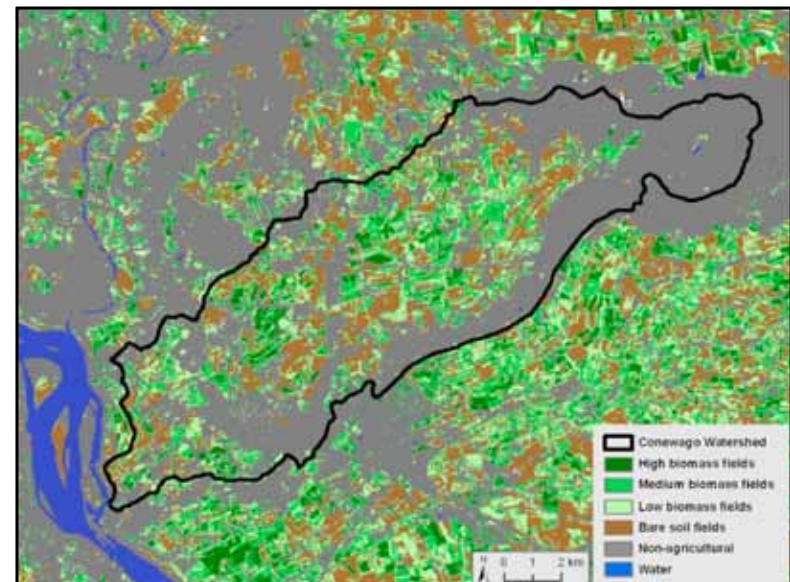 Conewago Watershed
High biomass fields
Medium biomass fields
Low biomass fields
Bare soil fields
Non-agricultural
Water
N
0 1 2 km